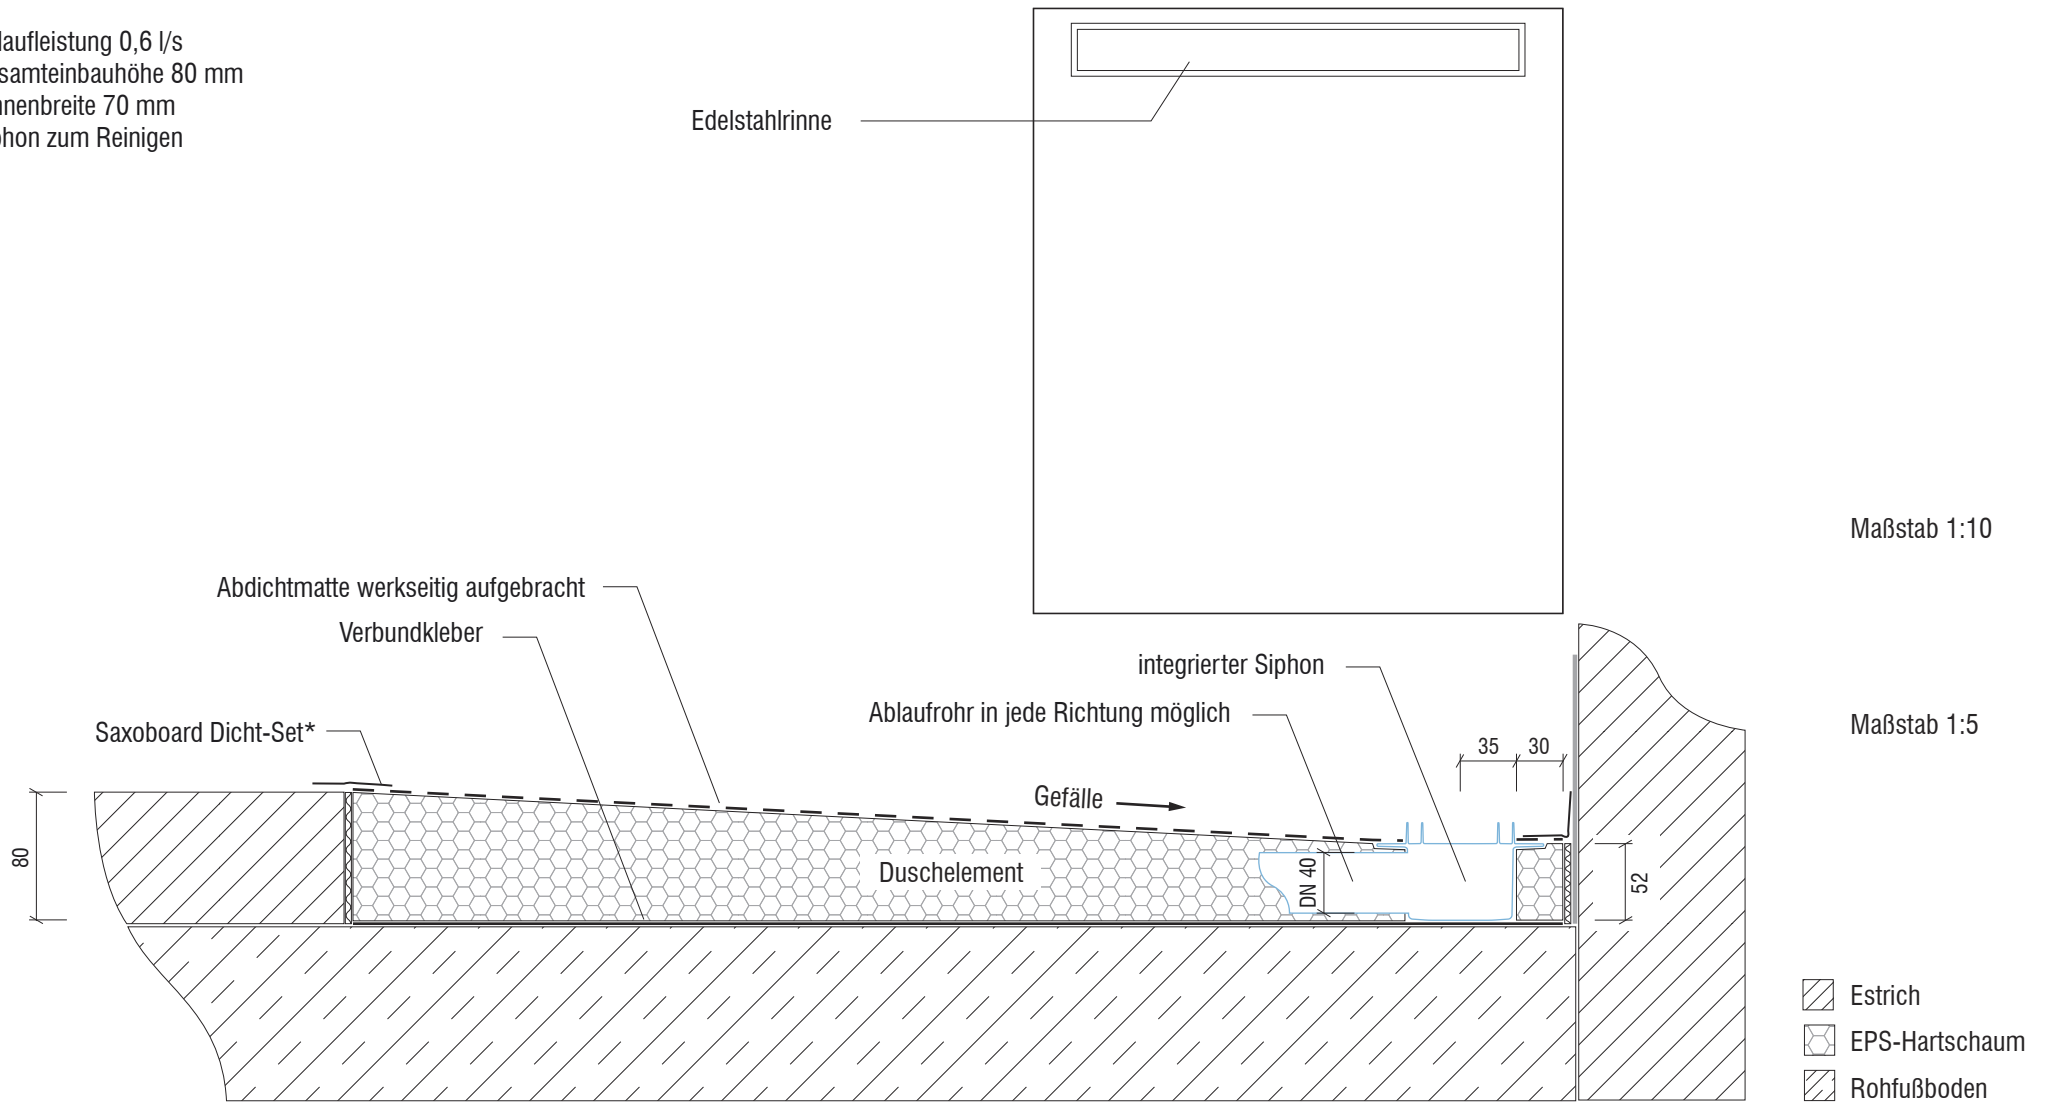 laufleistung 0,6 l/s
samteinbauhöhe 80 mm
nnenbreite 70 mm
phon zum Reinigen
Edelstahlrinne
Maßstab 1:10
Abdichtmatte werkseitig aufgebracht
Verbundkleber
integrierter Siphon
Ablaufrohr in jede Richtung möglich
Maßstab 1:5
Saxoboard Dicht-Set*
35
30
Gefälle
80
Duschelement
DN 40
52
Estrich
EPS-Hartschaum
Rohfußboden